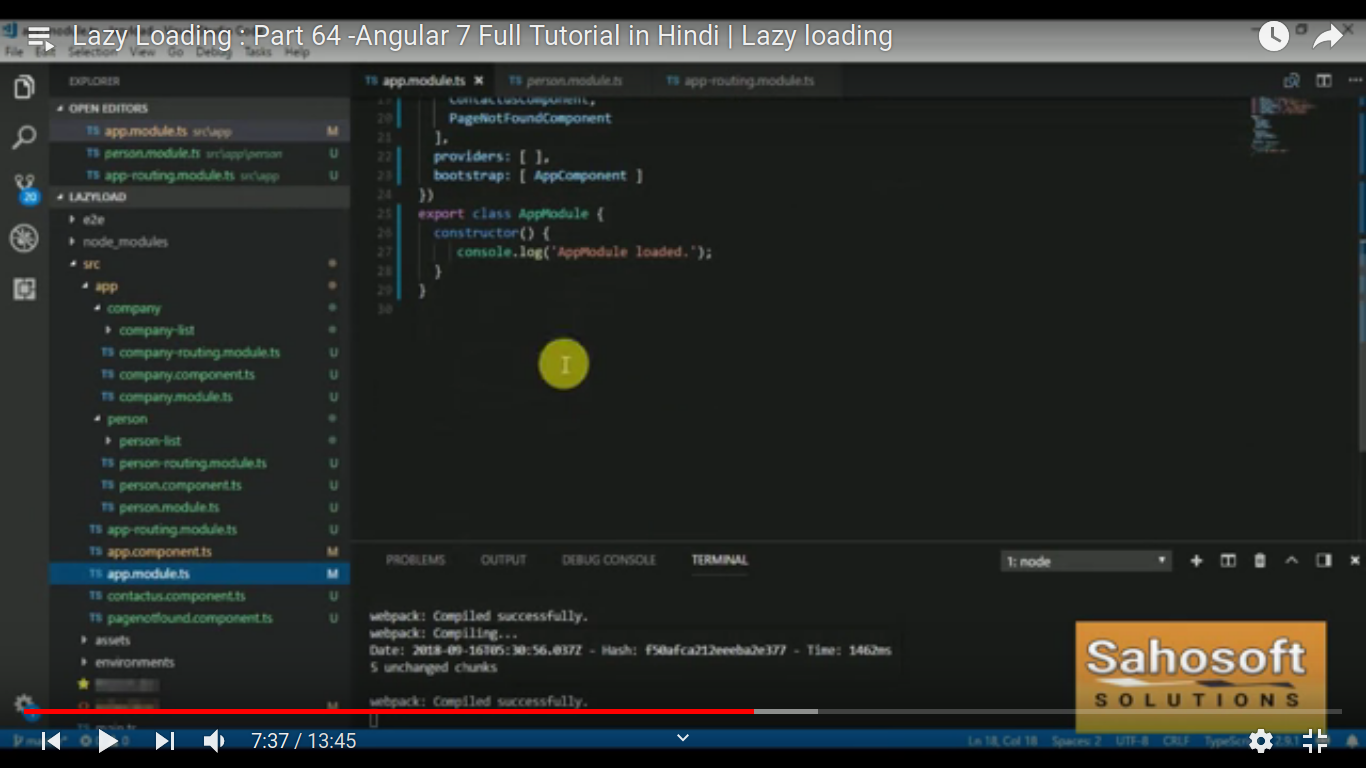 Lazy Loading : Part 64 -Angular 7 Full Tutorial in Hindi | Lazy loading
File Edit Selection View Go Debug Tasks Help
EXPLORER
OPEN EDITORS
TS app.module.ts src\app M
TS person.module.ts src\app\person U
TS app-routing.module.ts src\app U
LAZYLOAD
20
e2e
node_modules
src
app
company
company-list
TS company-routing.module.ts U
TS company.component.ts U
TS company.module.ts U
person
person-list
TS person-routing.module.ts U
TS person.component.ts U
TS person.module.ts U
TS app-routing.module.ts U
TS app.component.ts M
TS app.module.ts M
TS contactus.component.ts U
TS pagenotfound.component.ts U
assets
environments
main.ts
TS app.module.ts TS person.module.ts TS app-routing.module.ts
19 ContactusComponent,
20 PageNotFoundComponent
21 ],
22 providers: [ ],
23 bootstrap: [ AppComponent ]
24 })
25 export class AppModule {
26 constructor() {
27 console.log('AppModule loaded.');
28 }
29 }
30
PROBLEMS OUTPUT DEBUG CONSOLE TERMINAL 1: node
webpack: Compiled successfully.
webpack: Compiling...
Date: 2018-09-16T05:30:56.037Z - Hash: f50afca212eeeba2e377 - Time: 1462ms
5 unchanged chunks
webpack: Compiled successfully.
Sahosoft
SOLUTIONS
7:37 / 13:45
Ln 18, Col 18 Spaces: 2 UTF-8 CRLF